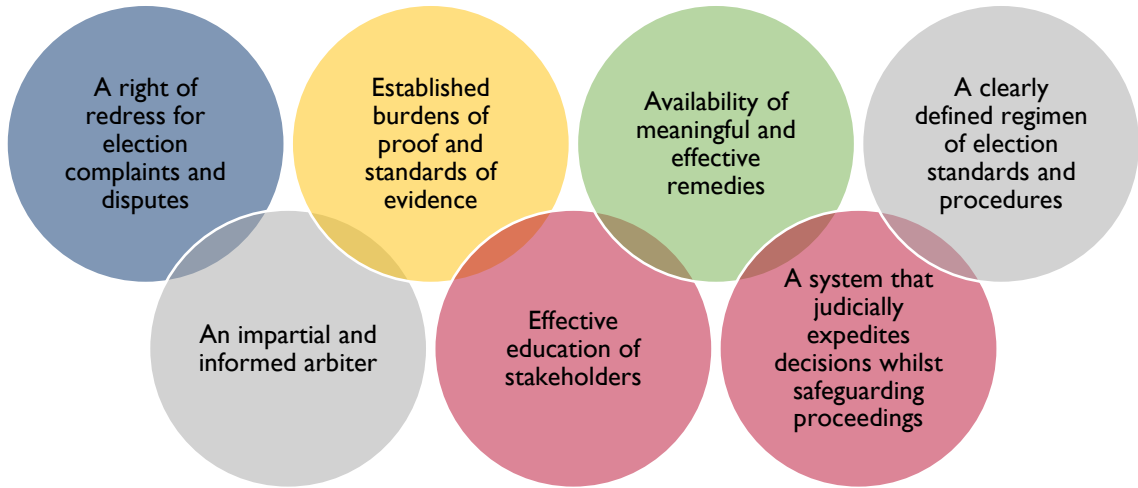 A right of
redress for
election
complaints and
disputes
Established
burdens of
proof and
standards of
evidence
Availability of
meaningful and
effective
remedies
A clearly
defined regimen
of election
standards and
procedures
An impartial and
informed arbiter
Effective
education of
stakeholders
A system that
judicially
expedites
decisions whilst
safeguarding
proceedings